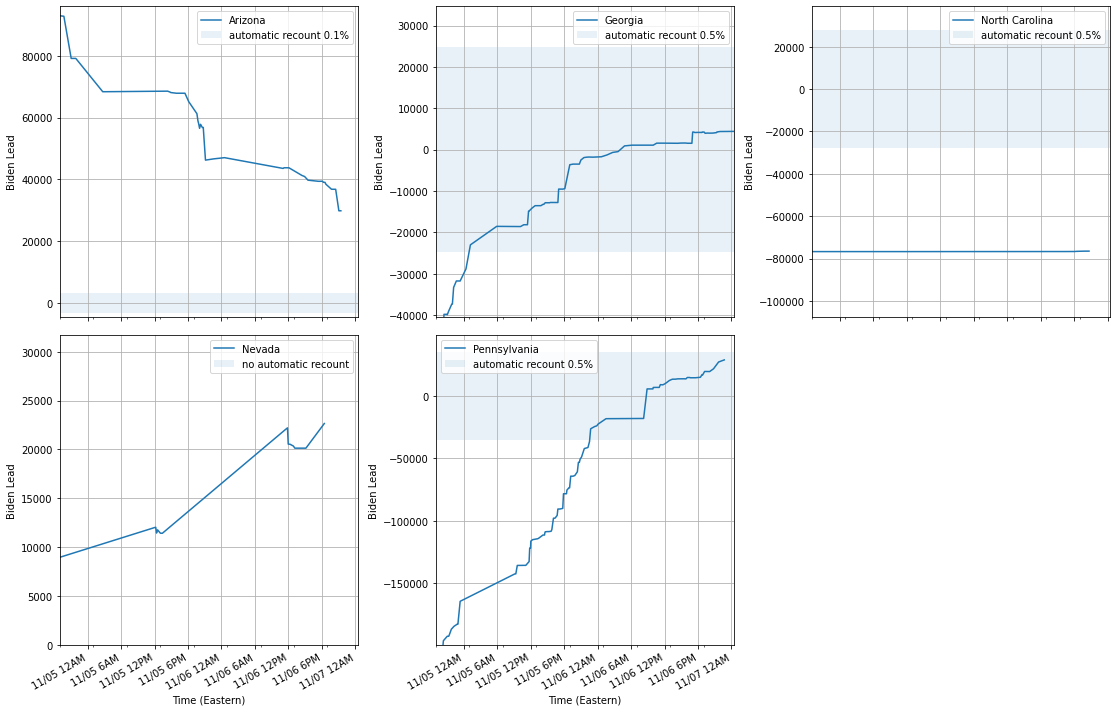 Arizona
automatic recount 0.1%
80000
60000
40000
20000
0
Biden Lead
Georgia
automatic recount 0.5%
30000
20000
10000
0
−10000
−20000
−30000
−40000
Biden Lead
North Carolina
automatic recount 0.5%
20000
0
−20000
−40000
−60000
−80000
−100000
Biden Lead
Nevada
no automatic recount
30000
25000
20000
15000
10000
5000
0
Biden Lead
11/05 12AM
11/05 6AM
11/05 12PM
11/05 6PM
11/06 12AM
11/06 6AM
11/06 12PM
11/06 6PM
11/07 12AM
Time (Eastern)
Pennsylvania
automatic recount 0.5%
0
−50000
−100000
−150000
Biden Lead
11/05 12AM
11/05 6AM
11/05 12PM
11/05 6PM
11/06 12AM
11/06 6AM
11/06 12PM
11/06 6PM
11/07 12AM
Time (Eastern)